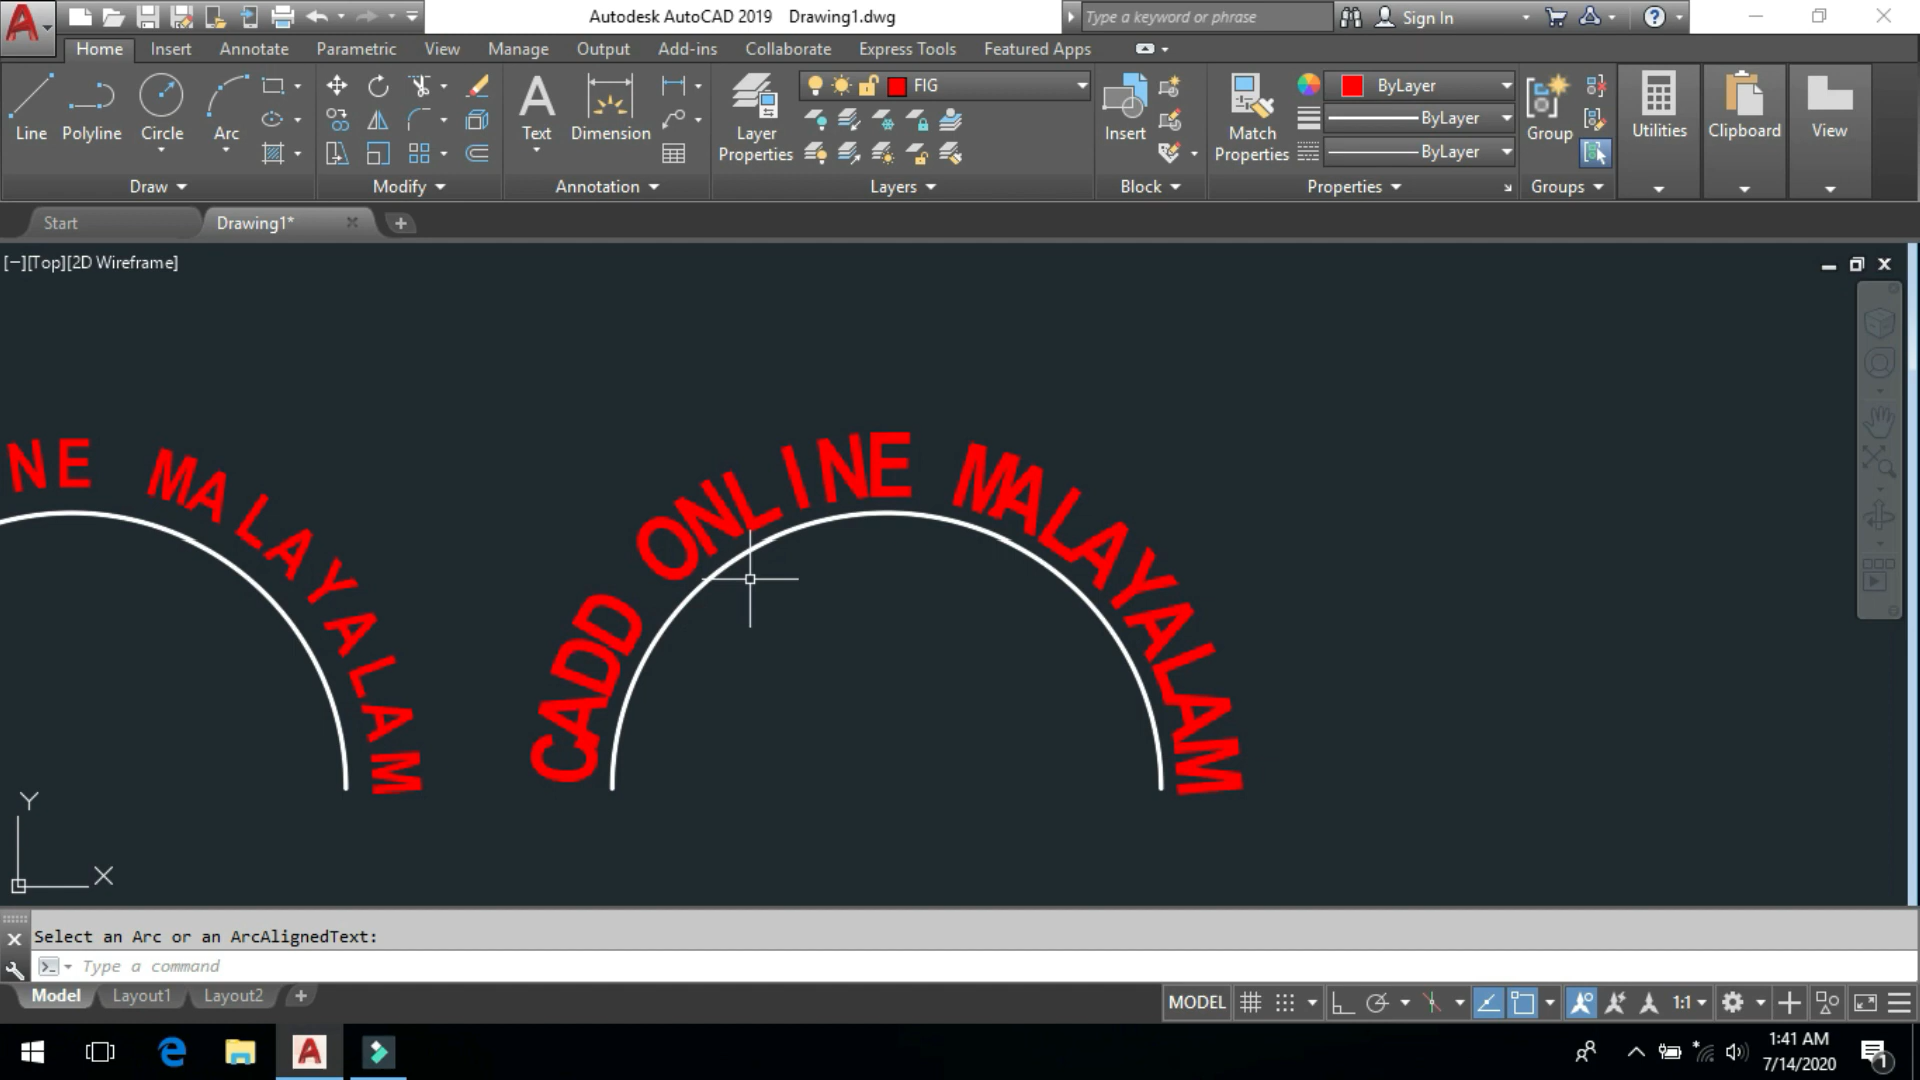 Autodesk AutoCAD 2019 Drawing1.dwg
Type a keyword or phrase
Sign In
Home Insert Annotate Parametric View Manage Output Add-ins Collaborate Express Tools Featured Apps
FIG
ByLayer
Line Polyline Circle Arc
Text Dimension
Layer Properties
Insert
Match Properties
ByLayer
ByLayer
Group
Utilities Clipboard View
Draw Modify Annotation Layers Block Properties Groups
Start Drawing1*
[−][Top][2D Wireframe]
NE MALAYALAM
CADD ONLINE MALAYALAM
Y
X
Select an Arc or an ArcAlignedText:
Type a command
Model Layout1 Layout2
MODEL
1:1
1:41 AM
7/14/2020
1